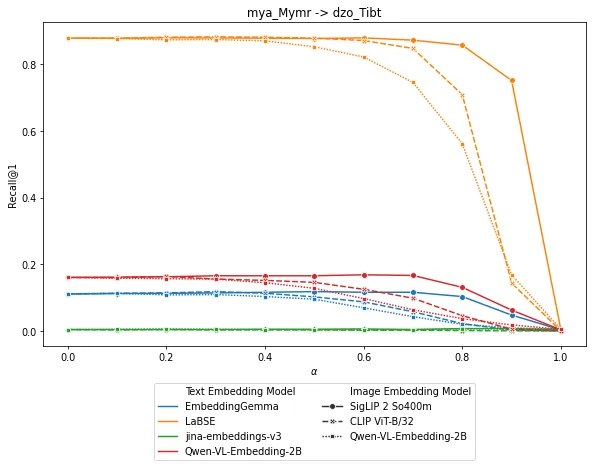 mya_Mymr -> dzo_Tibt
Recall@1
0.8
0.6
0.4
0.2
0.0
0.0 0.2 0.4 0.6 0.8 1.0
α
Text Embedding Model
EmbeddingGemma
LaBSE
jina-embeddings-v3
Qwen-VL-Embedding-2B
Image Embedding Model
SigLIP 2 So400m
CLIP ViT-B/32
Qwen-VL-Embedding-2B